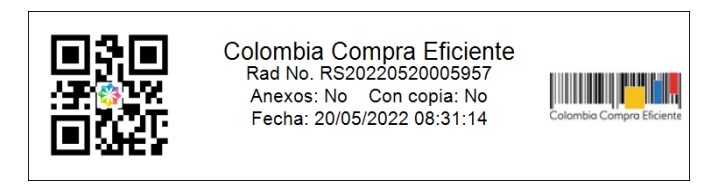 Colombia Compra Eficiente
Rad No. RS20220520005957
Anexos: No Con copia: No
Fecha: 20/05/2022 08:31:14
Colombia Compra Eficiente